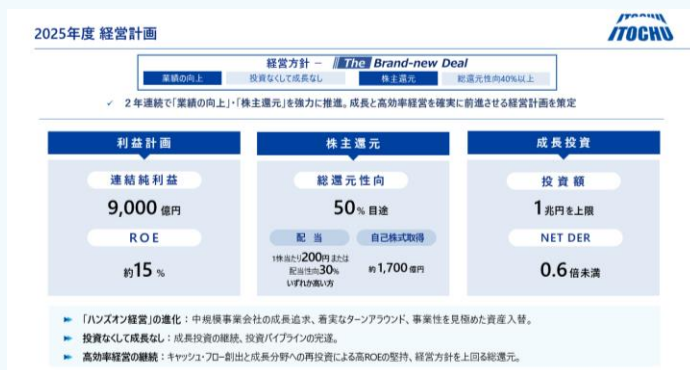 2025年度 経営計画
ITOCHU
ITOCHU
経営方針 − The Brand-new Deal
業績の向上 投資なくして成長なし 株主還元 総還元性向40%以上
✓ 2年連続で「業績の向上」・「株主還元」を強力に推進。成長と高効率経営を確実に前進させる経営計画を策定
利益計画
連結純利益
9,000 億円
ROE
約15 %
株主還元
総還元性向
50 % 目途
配当
1株当たり200円または
配当性向30%
いずれか高い方
自己株式取得
約1,700 億円
成長投資
投資額
1兆円を上限
NET DER
0.6 倍未満
► 「ハンズオン経営」の進化：中規模事業会社の成長追求、着実なターンアラウンド、事業性を見極めた資産入替。
► 投資なくして成長なし：成長投資の継続、投資パイプラインの完遂。
► 高効率経営の継続：キャッシュ・フロー創出と成長分野への再投資による高ROEの堅持、経営方針を上回る総還元。